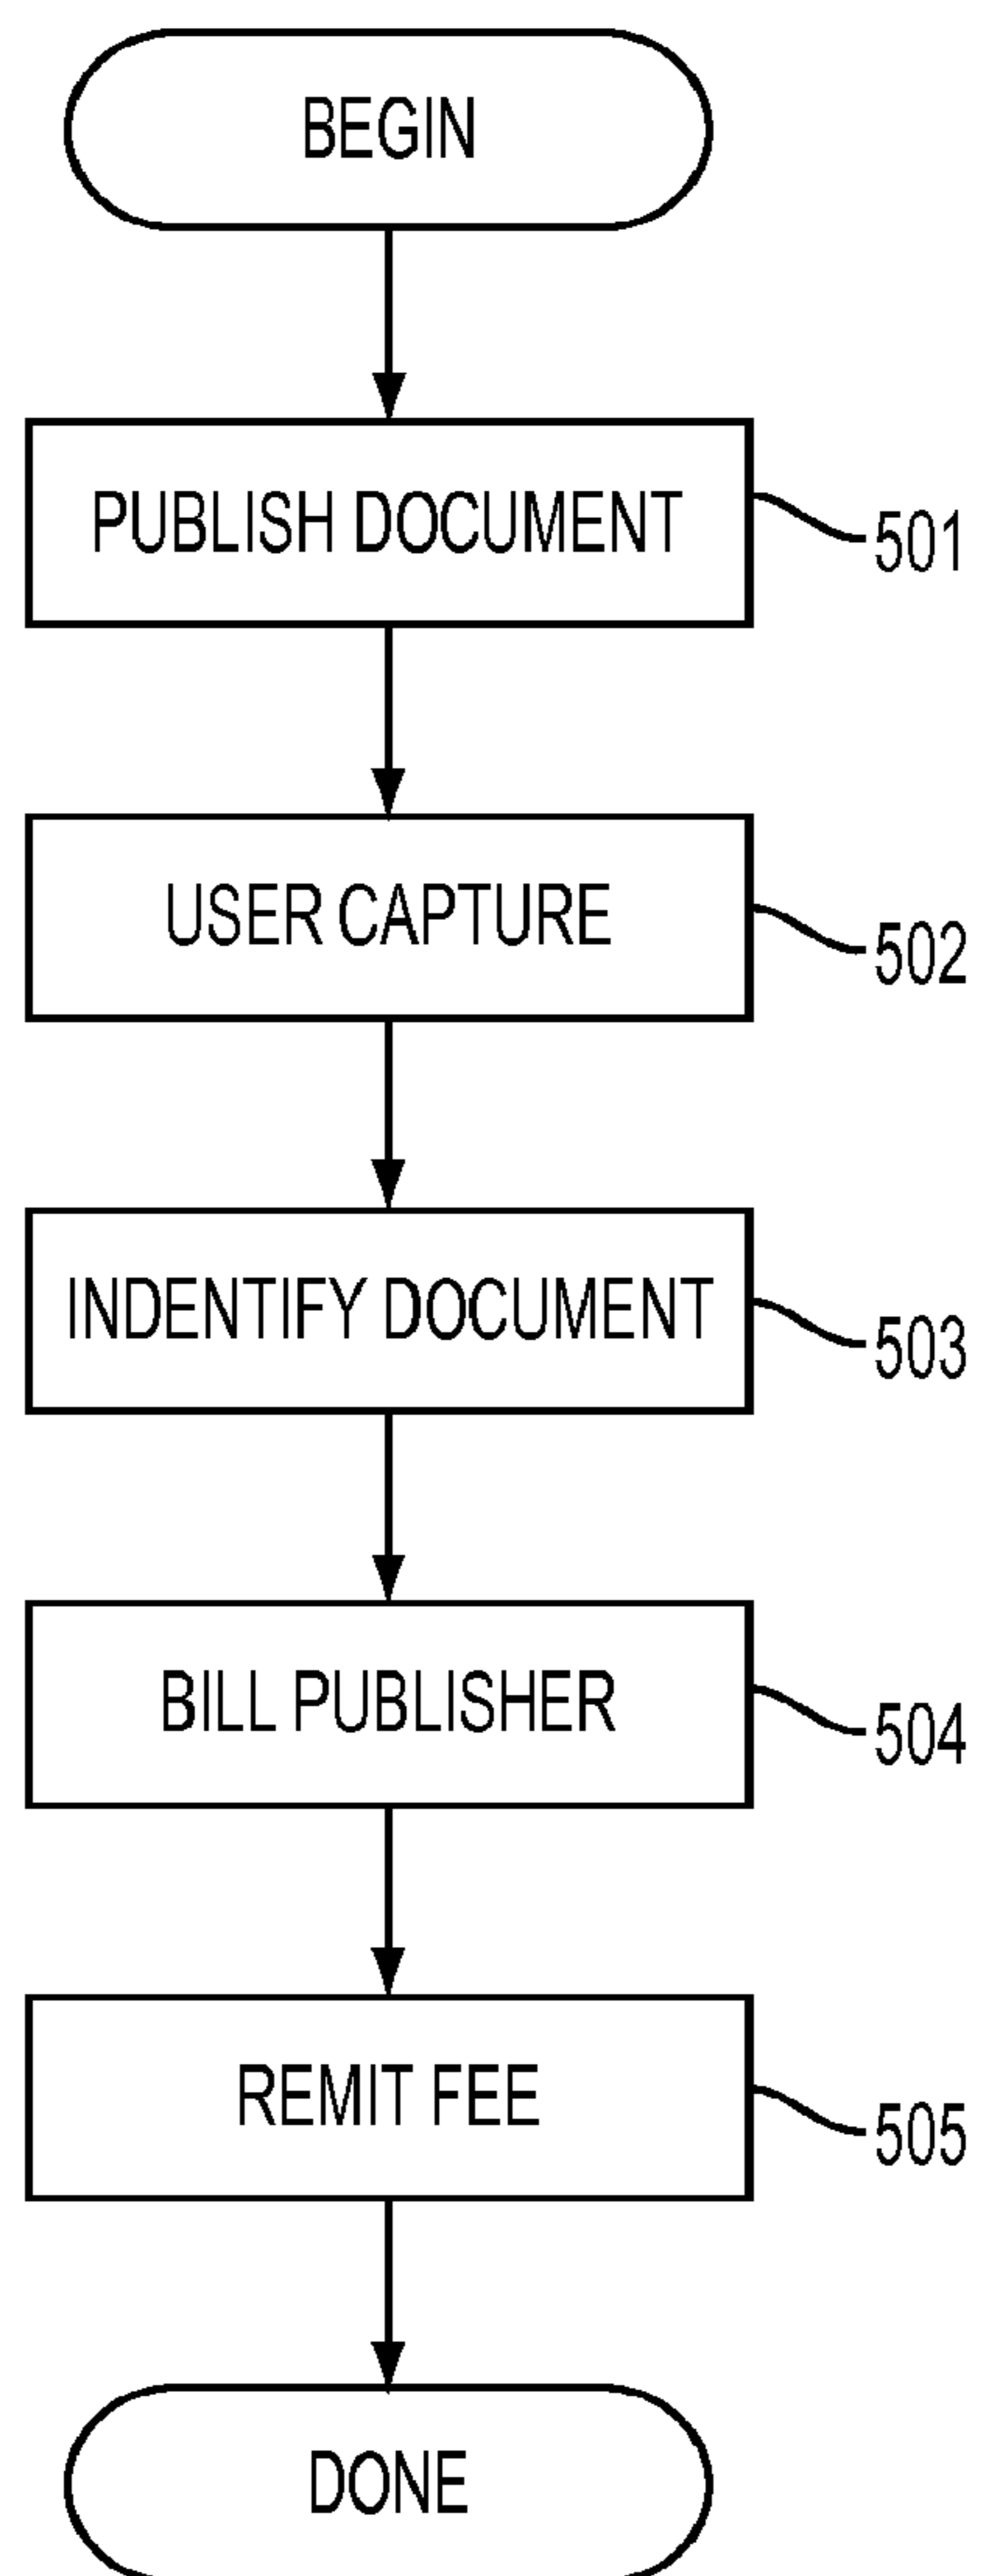 BEGIN
PUBLISH DOCUMENT
501
USER CAPTURE
502
INDENTIFY DOCUMENT
503
BILL PUBLISHER
504
REMIT FEE
505
DONE